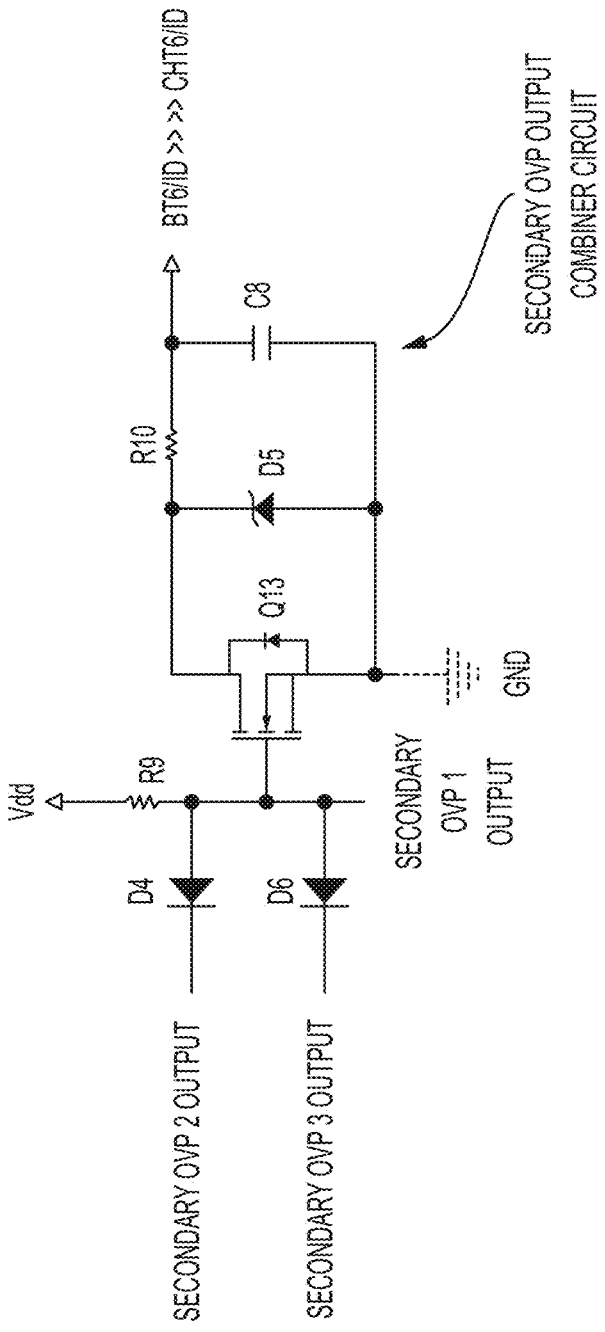 SECONDARY OVP 2 OUTPUT
SECONDARY OVP 3 OUTPUT
Vdd
R9
D4
D6
SECONDARY
OVP 1
OUTPUT
Q13
GND
R10
D5
C8
BT6/ID >> >> CHT6/ID
SECONDARY OVP OUTPUT
COMBINER CIRCUIT